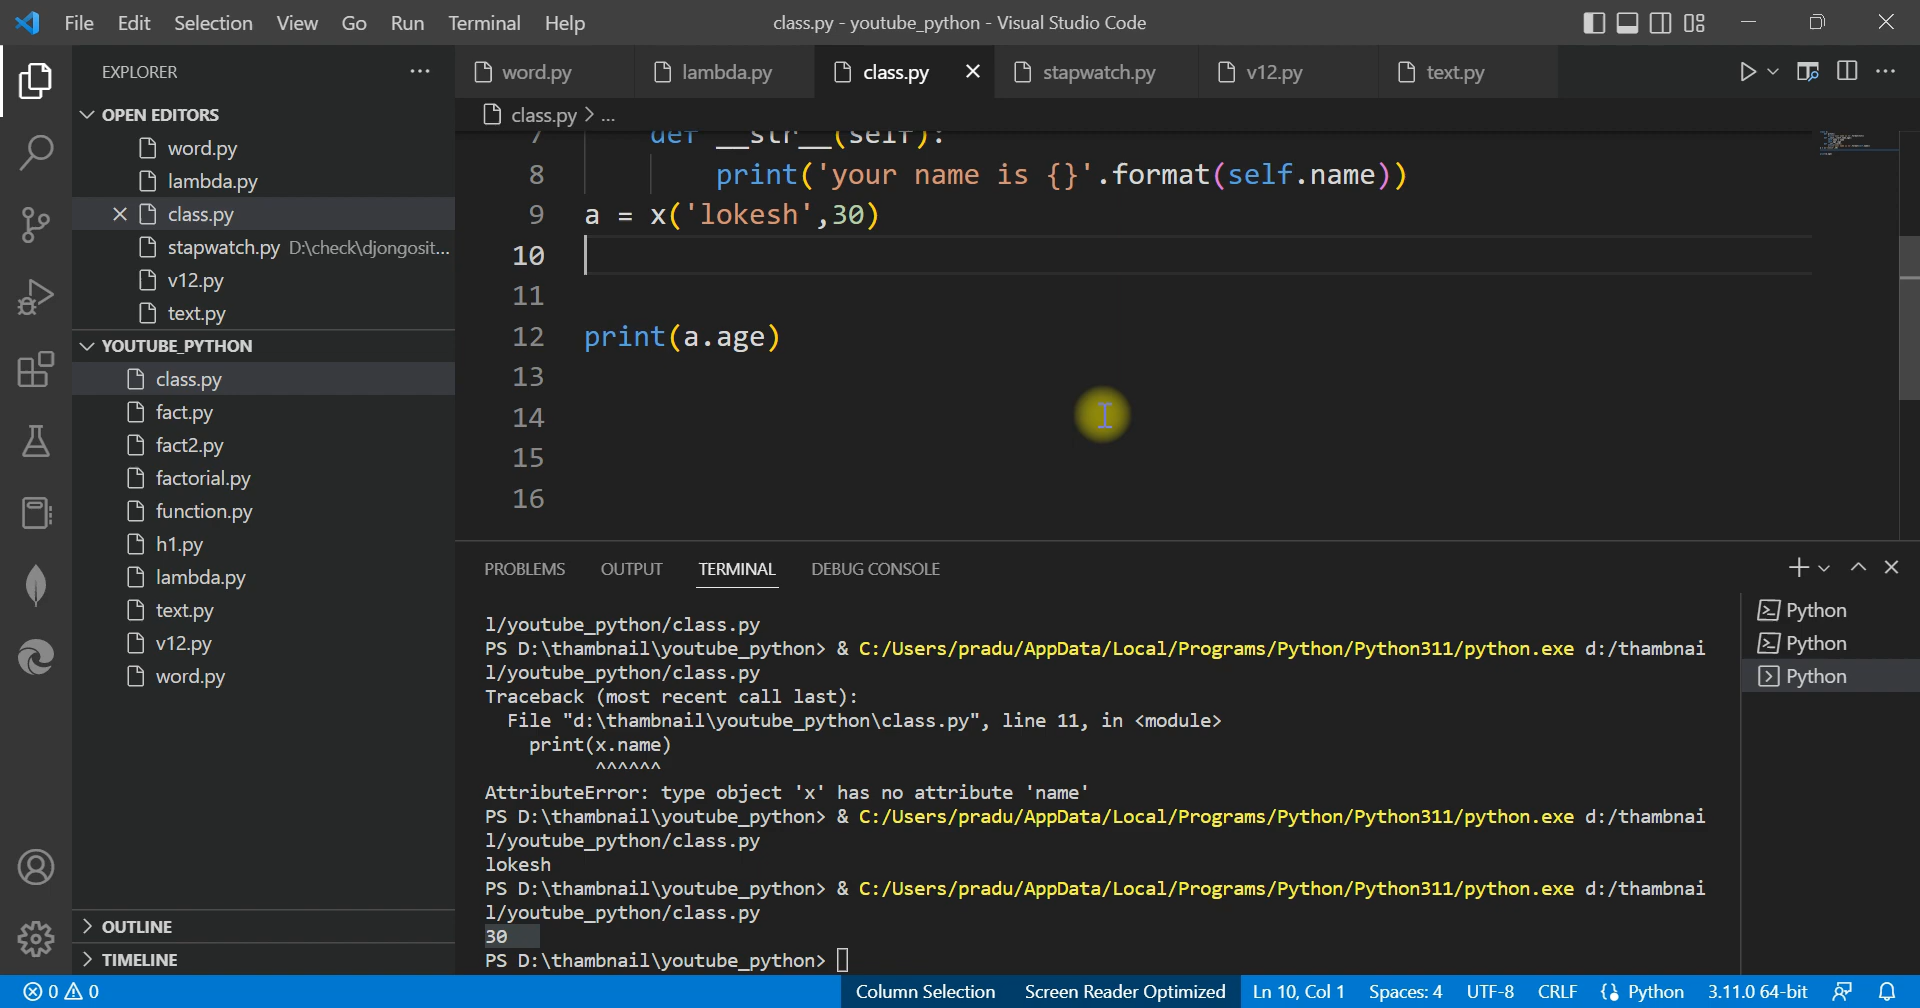 File Edit Selection View Go Run Terminal Help
class.py - youtube_python - Visual Studio Code
EXPLORER
OPEN EDITORS
word.py
lambda.py
class.py
stapwatch.py D:\check\djongosit...
v12.py
text.py
YOUTUBE_PYTHON
class.py
fact.py
fact2.py
factorial.py
function.py
h1.py
lambda.py
text.py
v12.py
word.py
OUTLINE
TIMELINE
word.py lambda.py class.py stapwatch.py v12.py text.py
class.py > ...
7 def __str__(self):
8 print('your name is {}'.format(self.name))
9 a = x('lokesh',30)
10
11
12 print(a.age)
13
14
15
16
PROBLEMS OUTPUT TERMINAL DEBUG CONSOLE
l/youtube_python/class.py
PS D:\thambnail\youtube_python> & C:/Users/pradu/AppData/Local/Programs/Python/Python311/python.exe d:/thambnai
l/youtube_python/class.py
Traceback (most recent call last):
File "d:\thambnail\youtube_python\class.py", line 11, in <module>
print(x.name)
^^^^^^
AttributeError: type object 'x' has no attribute 'name'
PS D:\thambnail\youtube_python> & C:/Users/pradu/AppData/Local/Programs/Python/Python311/python.exe d:/thambnai
l/youtube_python/class.py
lokesh
PS D:\thambnail\youtube_python> & C:/Users/pradu/AppData/Local/Programs/Python/Python311/python.exe d:/thambnai
l/youtube_python/class.py
30
PS D:\thambnail\youtube_python>
Python
Python
Python
0 0
Column Selection Screen Reader Optimized Ln 10, Col 1 Spaces: 4 UTF-8 CRLF {} Python 3.11.0 64-bit